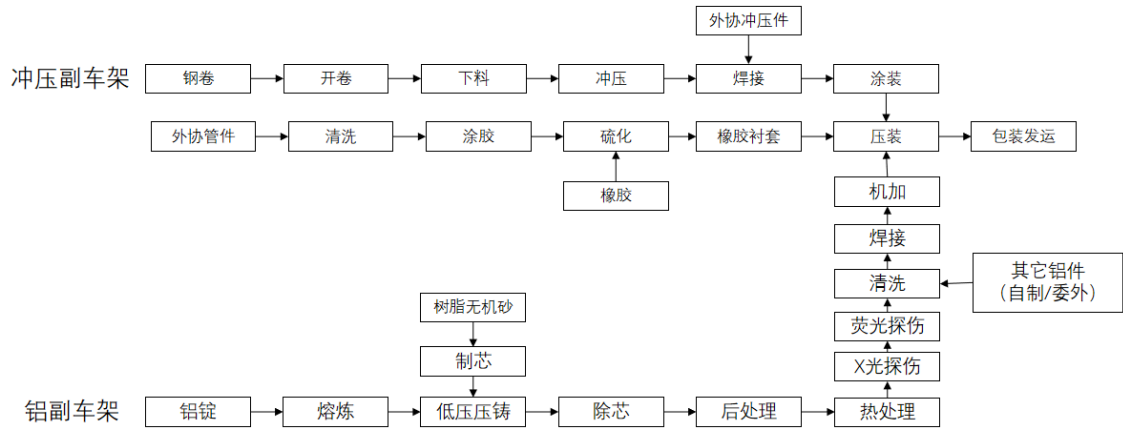 外协冲压件
冲压副车架
钢卷
开卷
下料
冲压
焊接
涂装
外协管件
清洗
涂胶
硫化
橡胶衬套
压装
包装发运
橡胶
机加
焊接
清洗
其它铝件
（自制/委外）
树脂无机砂
荧光探伤
制芯
X光探伤
铝副车架
铝锭
熔炼
低压压铸
除芯
后处理
热处理